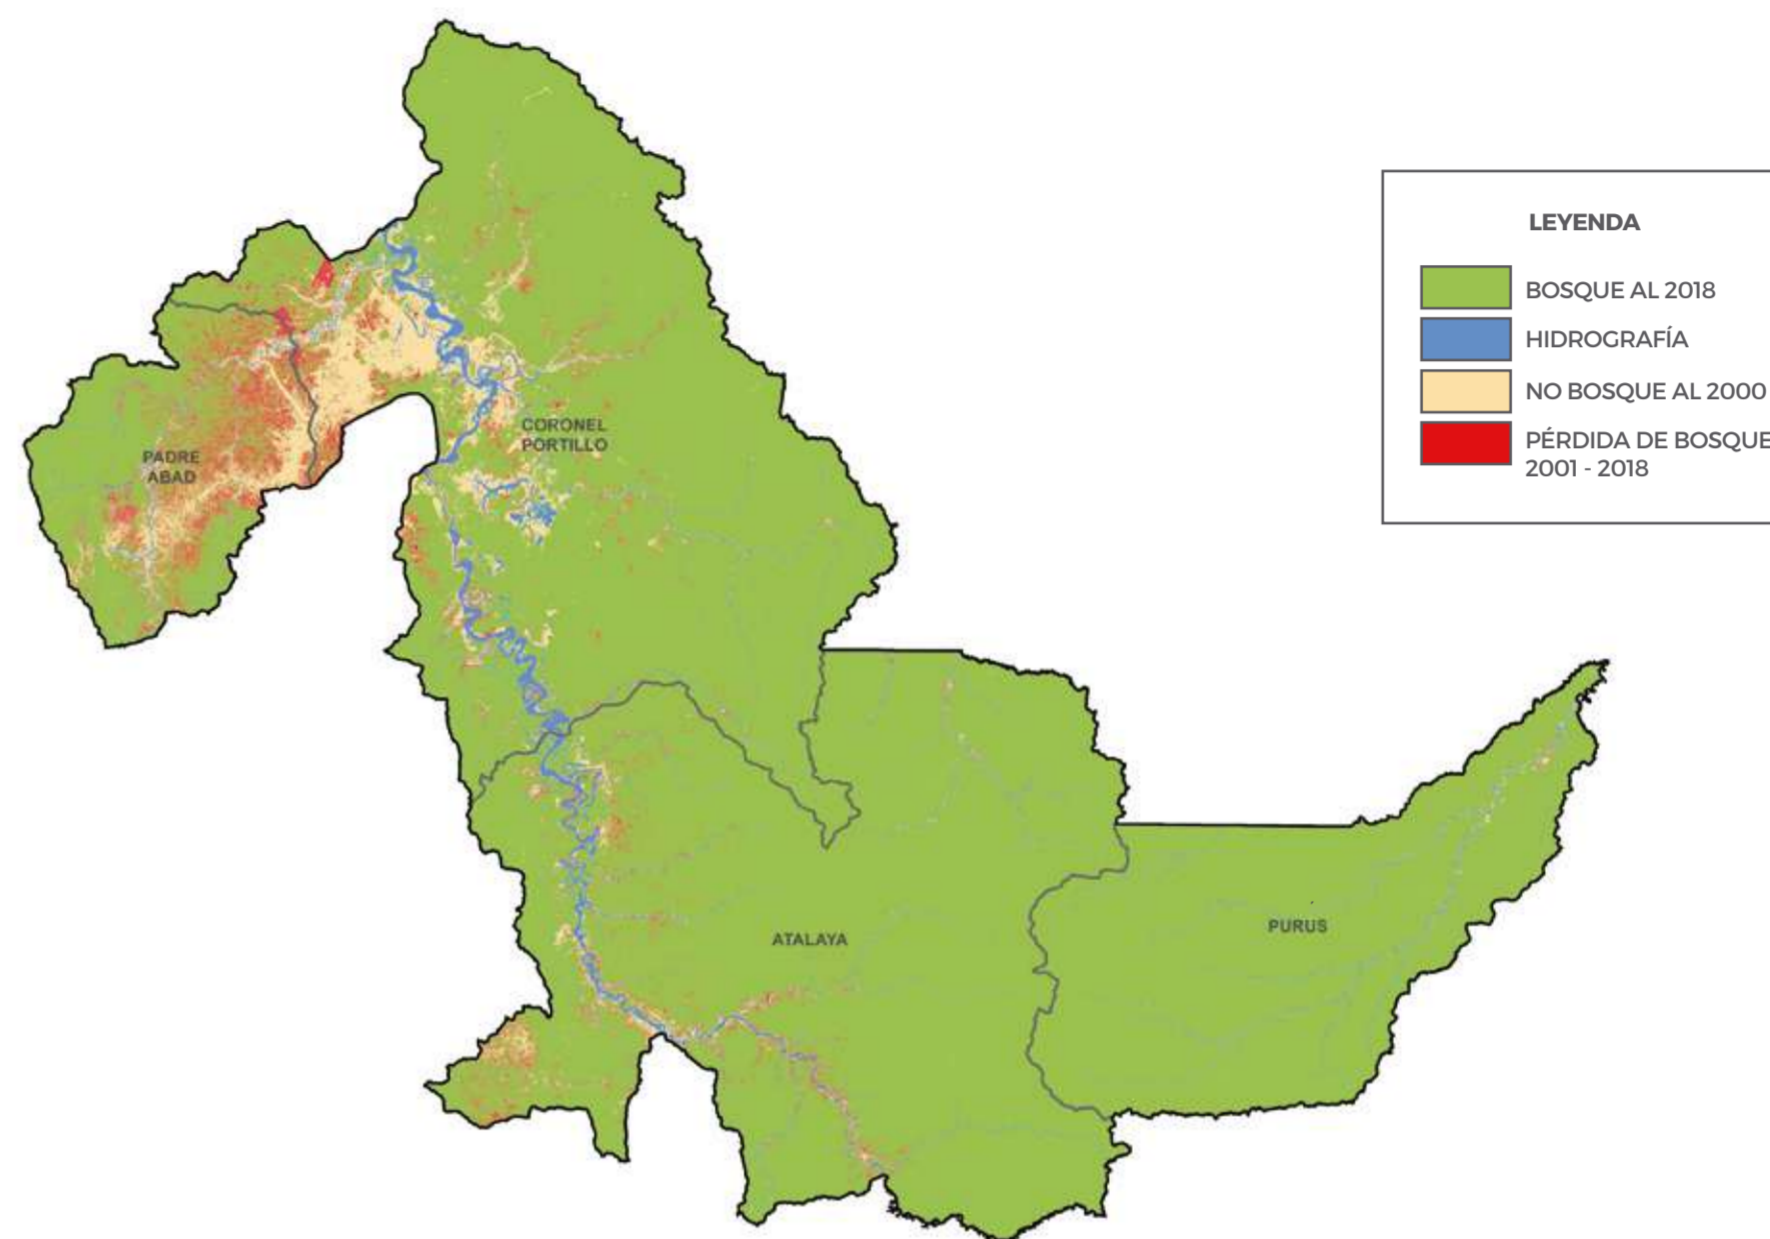 LEYENDA
BOSQUE AL 2018
HIDROGRAFÍA
NO BOSQUE AL 2000
PÉRDIDA DE BOSQUE
2001 - 2018
CORONEL
PORTILLO
PADRE
ABAD
PURUS
ATALAYA